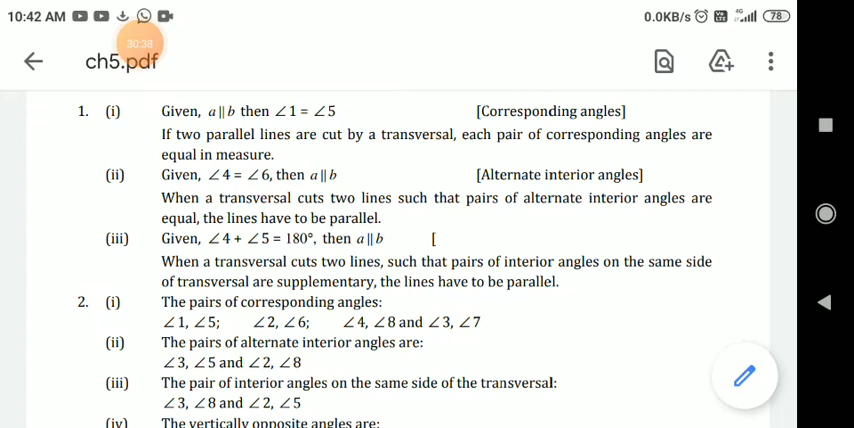 10:42 AM 0.0KB/s Vo LTE 4G 78
30:38
ch5.pdf
1. (i) Given, a || b then ∠1 = ∠5 [Corresponding angles]
If two parallel lines are cut by a transversal, each pair of corresponding angles are
equal in measure.
(ii) Given, ∠4 = ∠6, then a || b [Alternate interior angles]
When a transversal cuts two lines such that pairs of alternate interior angles are
equal, the lines have to be parallel.
(iii) Given, ∠4 + ∠5 = 180°, then a || b [
When a transversal cuts two lines, such that pairs of interior angles on the same side
of transversal are supplementary, the lines have to be parallel.
2. (i) The pairs of corresponding angles:
∠1, ∠5; ∠2, ∠6; ∠4, ∠8 and ∠3, ∠7
(ii) The pairs of alternate interior angles are:
∠3, ∠5 and ∠2, ∠8
(iii) The pair of interior angles on the same side of the transversal:
∠3, ∠8 and ∠2, ∠5
(iv) The vertically opposite angles are: